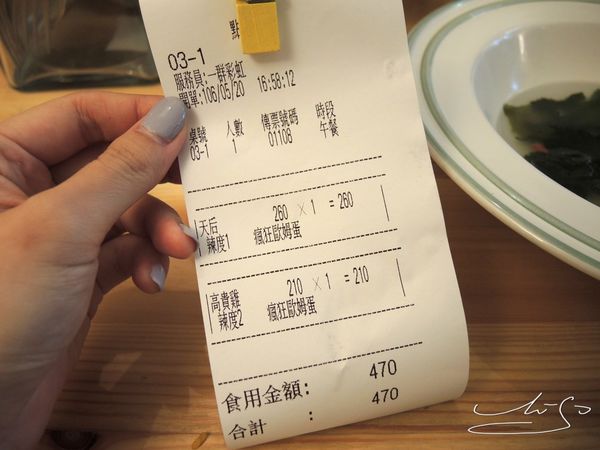 點
03-1
服務員:一群彩虹
開單:106/05/20 16:58:12
桌號 人數 傳票號碼 時段
03-1 1 01108 午餐
天后 260 × 1 = 260
辣度1 瘋狂歐姆蛋
高貴雞 210 × 1 = 210
辣度2 瘋狂歐姆蛋
食用金額: 470
合計 : 470